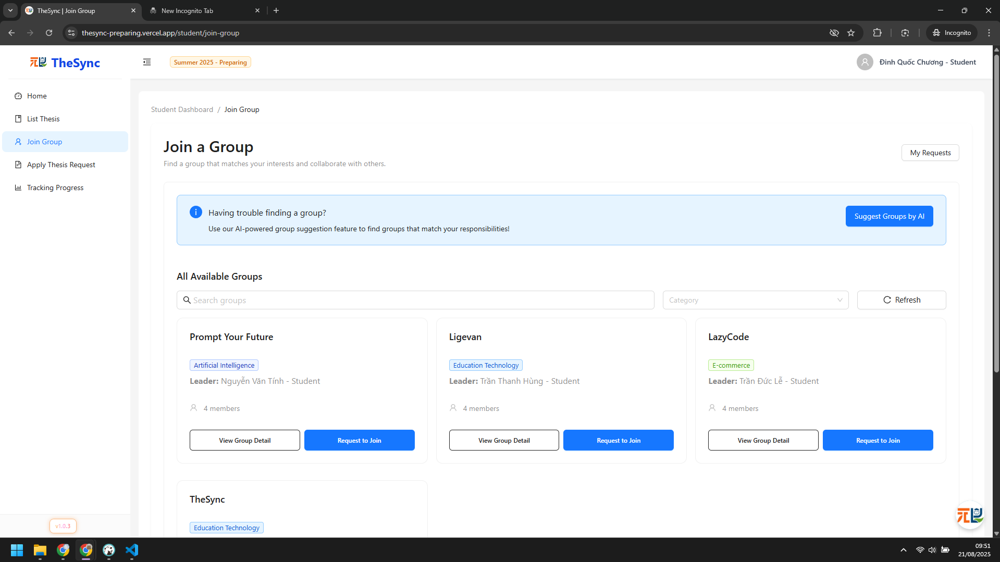 TheSync | Join Group
New Incognito Tab
thesync-preparing.vercel.app/student/join-group
Incognito
TheSync
Summer 2025 - Preparing
Đinh Quốc Chương - Student
Home
List Thesis
Join Group
Apply Thesis Request
Tracking Progress
Student Dashboard / Join Group
Join a Group
Find a group that matches your interests and collaborate with others.
My Requests
Having trouble finding a group?
Use our AI-powered group suggestion feature to find groups that match your responsibilities!
Suggest Groups by AI
All Available Groups
Search groups
Category
Refresh
Prompt Your Future
Artificial Intelligence
Leader: Nguyễn Văn Tính - Student
4 members
View Group Detail
Request to Join
Ligevan
Education Technology
Leader: Trần Thanh Hùng - Student
4 members
View Group Detail
Request to Join
LazyCode
E-commerce
Leader: Trần Đức Lễ - Student
4 members
View Group Detail
Request to Join
TheSync
Education Technology
v1.0.3
09:51
21/08/2025